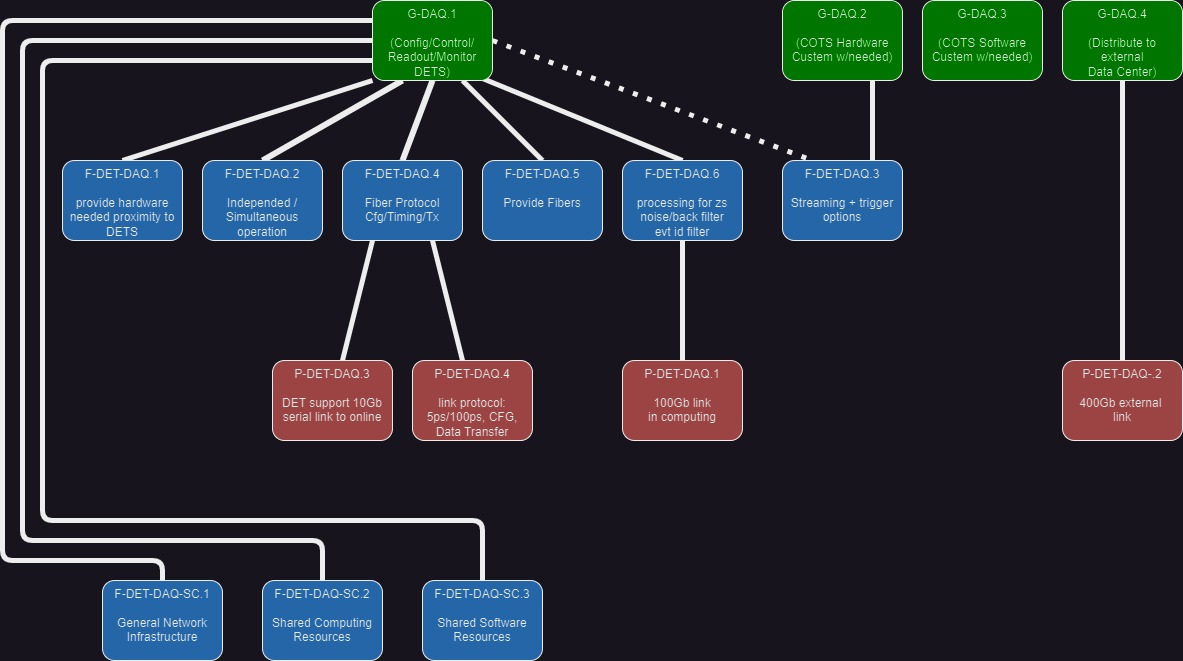 G-DAQ.1
(Config/Control/
Readout/Monitor
DETS)
G-DAQ.2
(COTS Hardware
Custem w/needed)
G-DAQ.3
(COTS Software
Custem w/needed)
G-DAQ.4
(Distribute to
external
Data Center)
F-DET-DAQ.1
provide hardware
needed proximity to
DETS
F-DET-DAQ.2
Independed /
Simultaneous
operation
F-DET-DAQ.4
Fiber Protocol
Cfg/Timing/Tx
F-DET-DAQ.5
Provide Fibers
F-DET-DAQ.6
processing for zs
noise/back filter
evt id filter
F-DET-DAQ.3
Streaming + trigger
options
P-DET-DAQ.3
DET support 10Gb
serial link to online
P-DET-DAQ.4
link protocol:
5ps/100ps, CFG,
Data Transfer
P-DET-DAQ.1
100Gb link
in computing
P-DET-DAQ-.2
400Gb external
link
F-DET-DAQ-SC.1
General Network
Infrastructure
F-DET-DAQ-SC.2
Shared Computing
Resources
F-DET-DAQ-SC.3
Shared Software
Resources